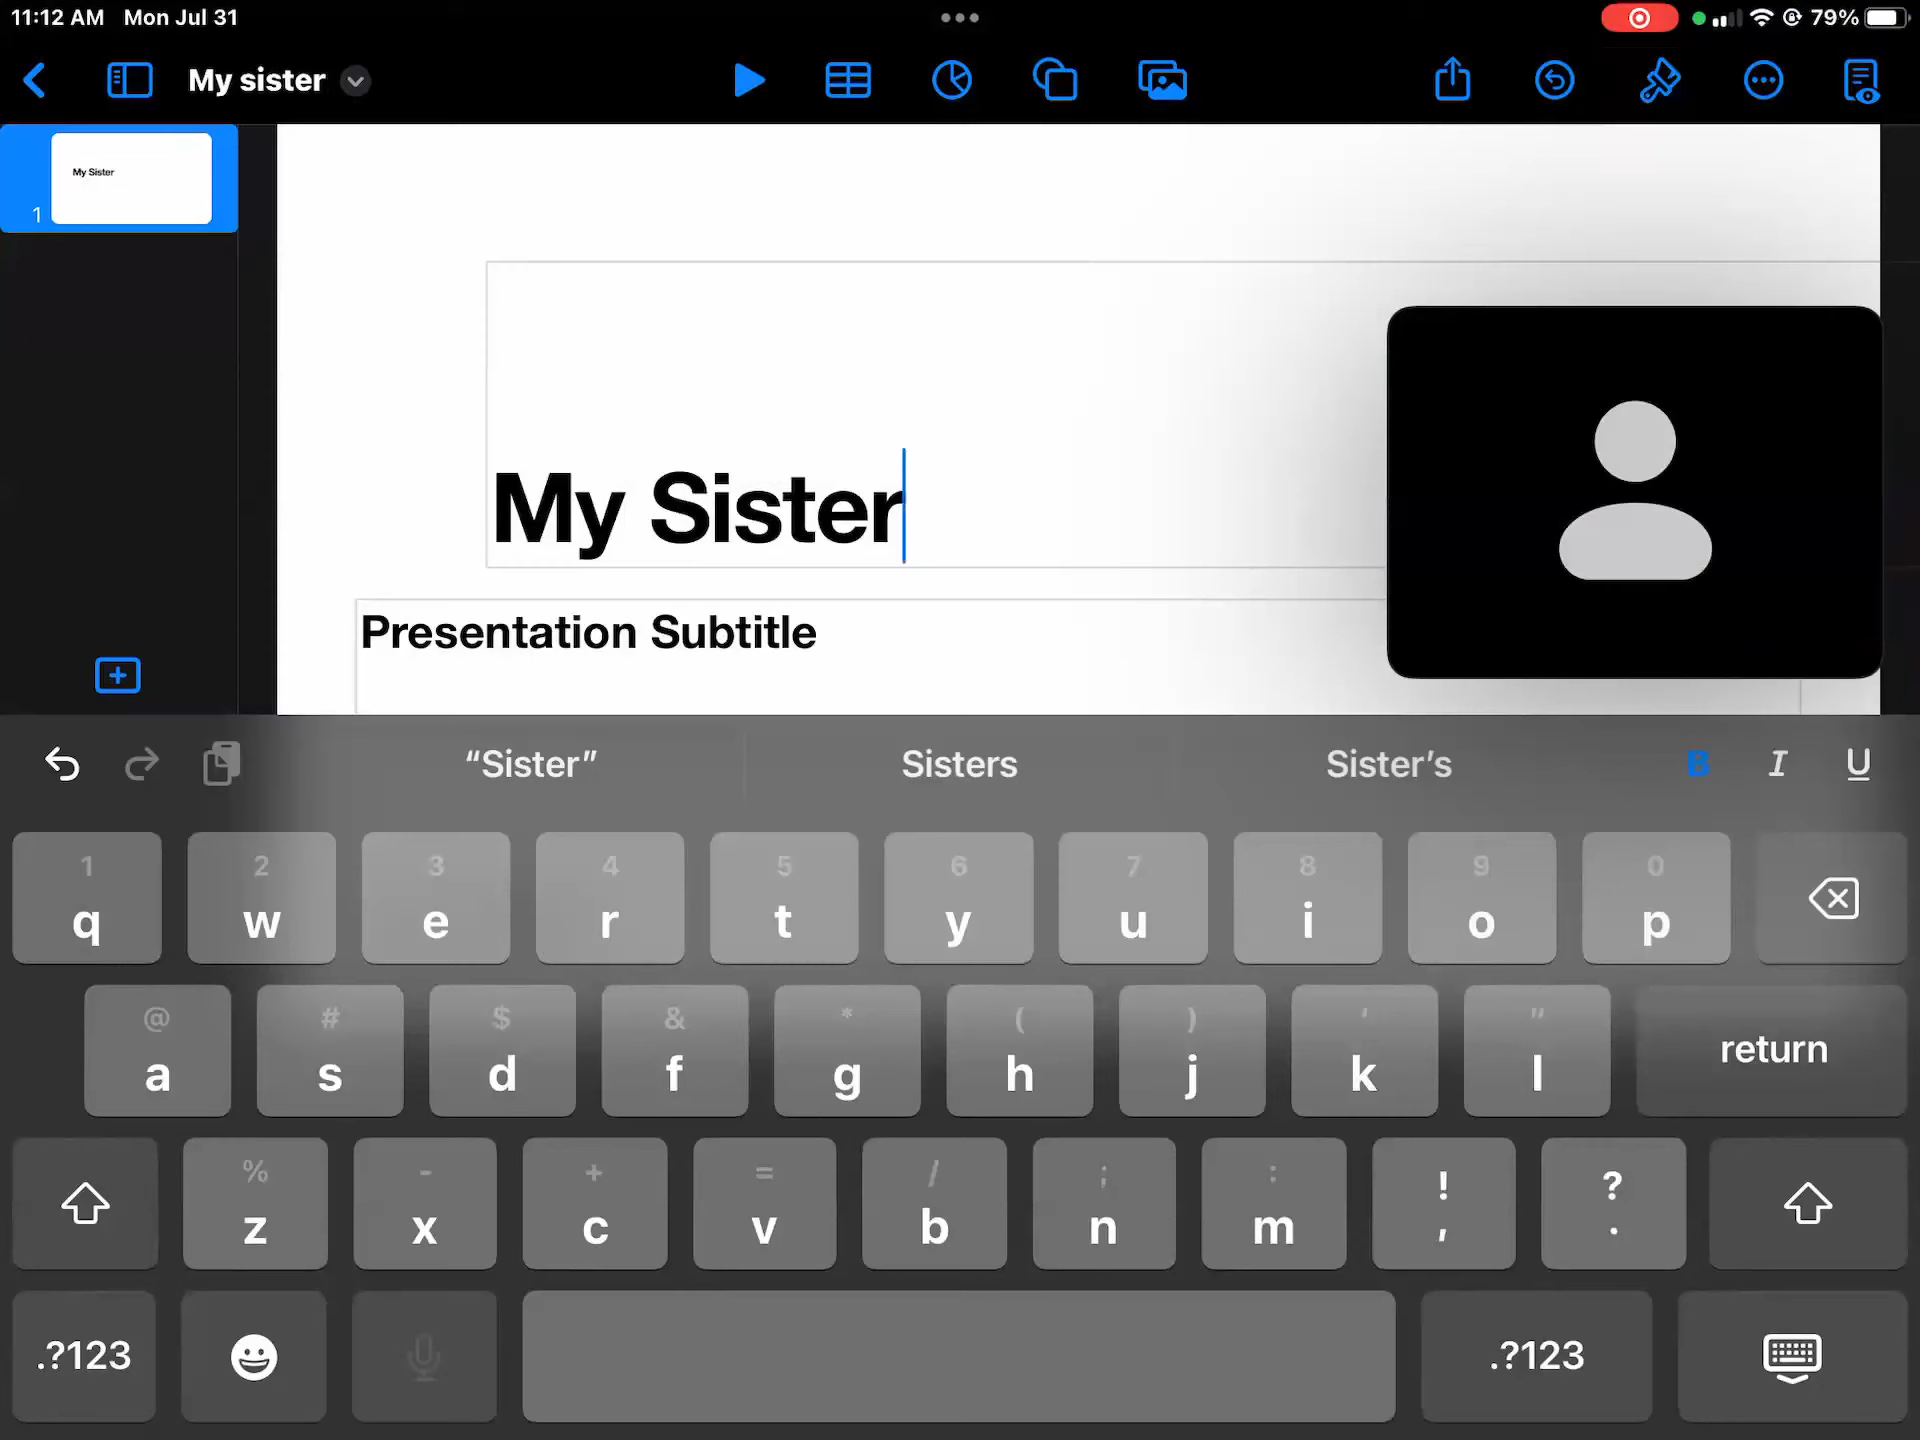 11:12 AM Mon Jul 31
79%
My sister
My Sister
1
My Sister
Presentation Subtitle
“Sister” Sisters Sister’s B I U
1 2 3 4 5 6 7 8 9 0
q w e r t y u i o p
@ # $ & * ( ) ' "
a s d f g h j k l return
% - + = / ; : ! ?
z x c v b n m , .
.?123 .?123